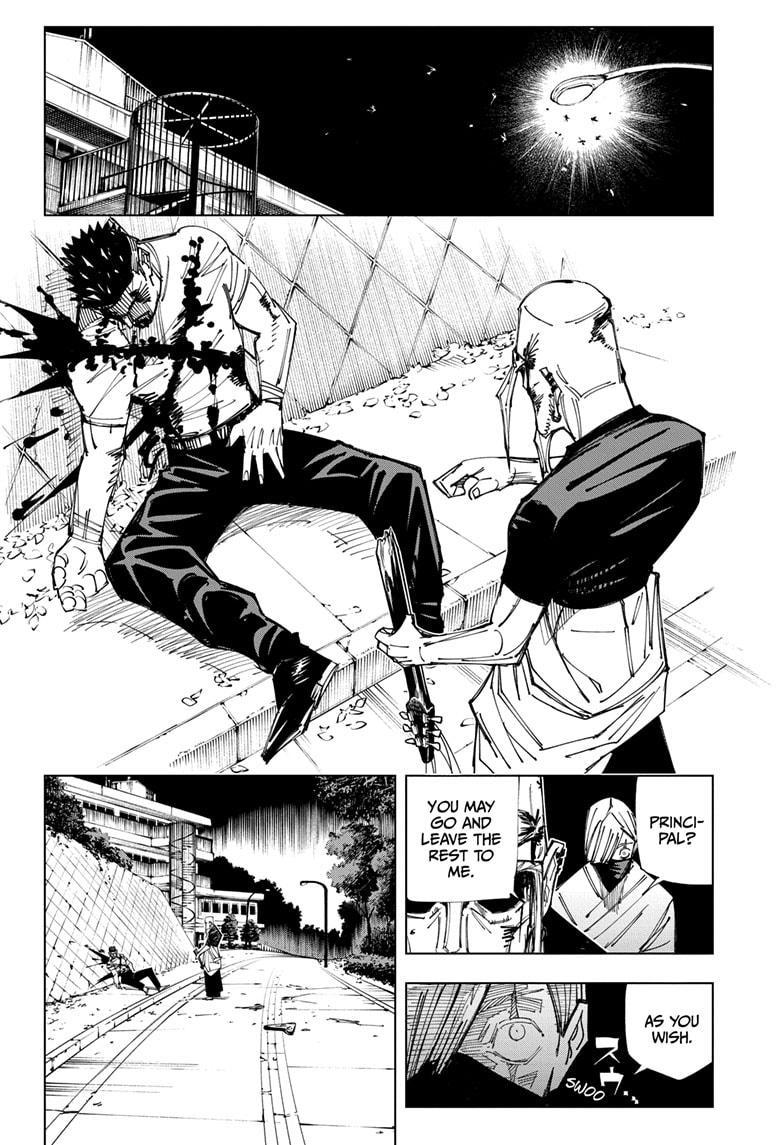 PRINCI-
PAL?
YOU MAY
GO AND
LEAVE THE
REST TO
ME.
AS YOU
WISH.
スゥ...
SWOO